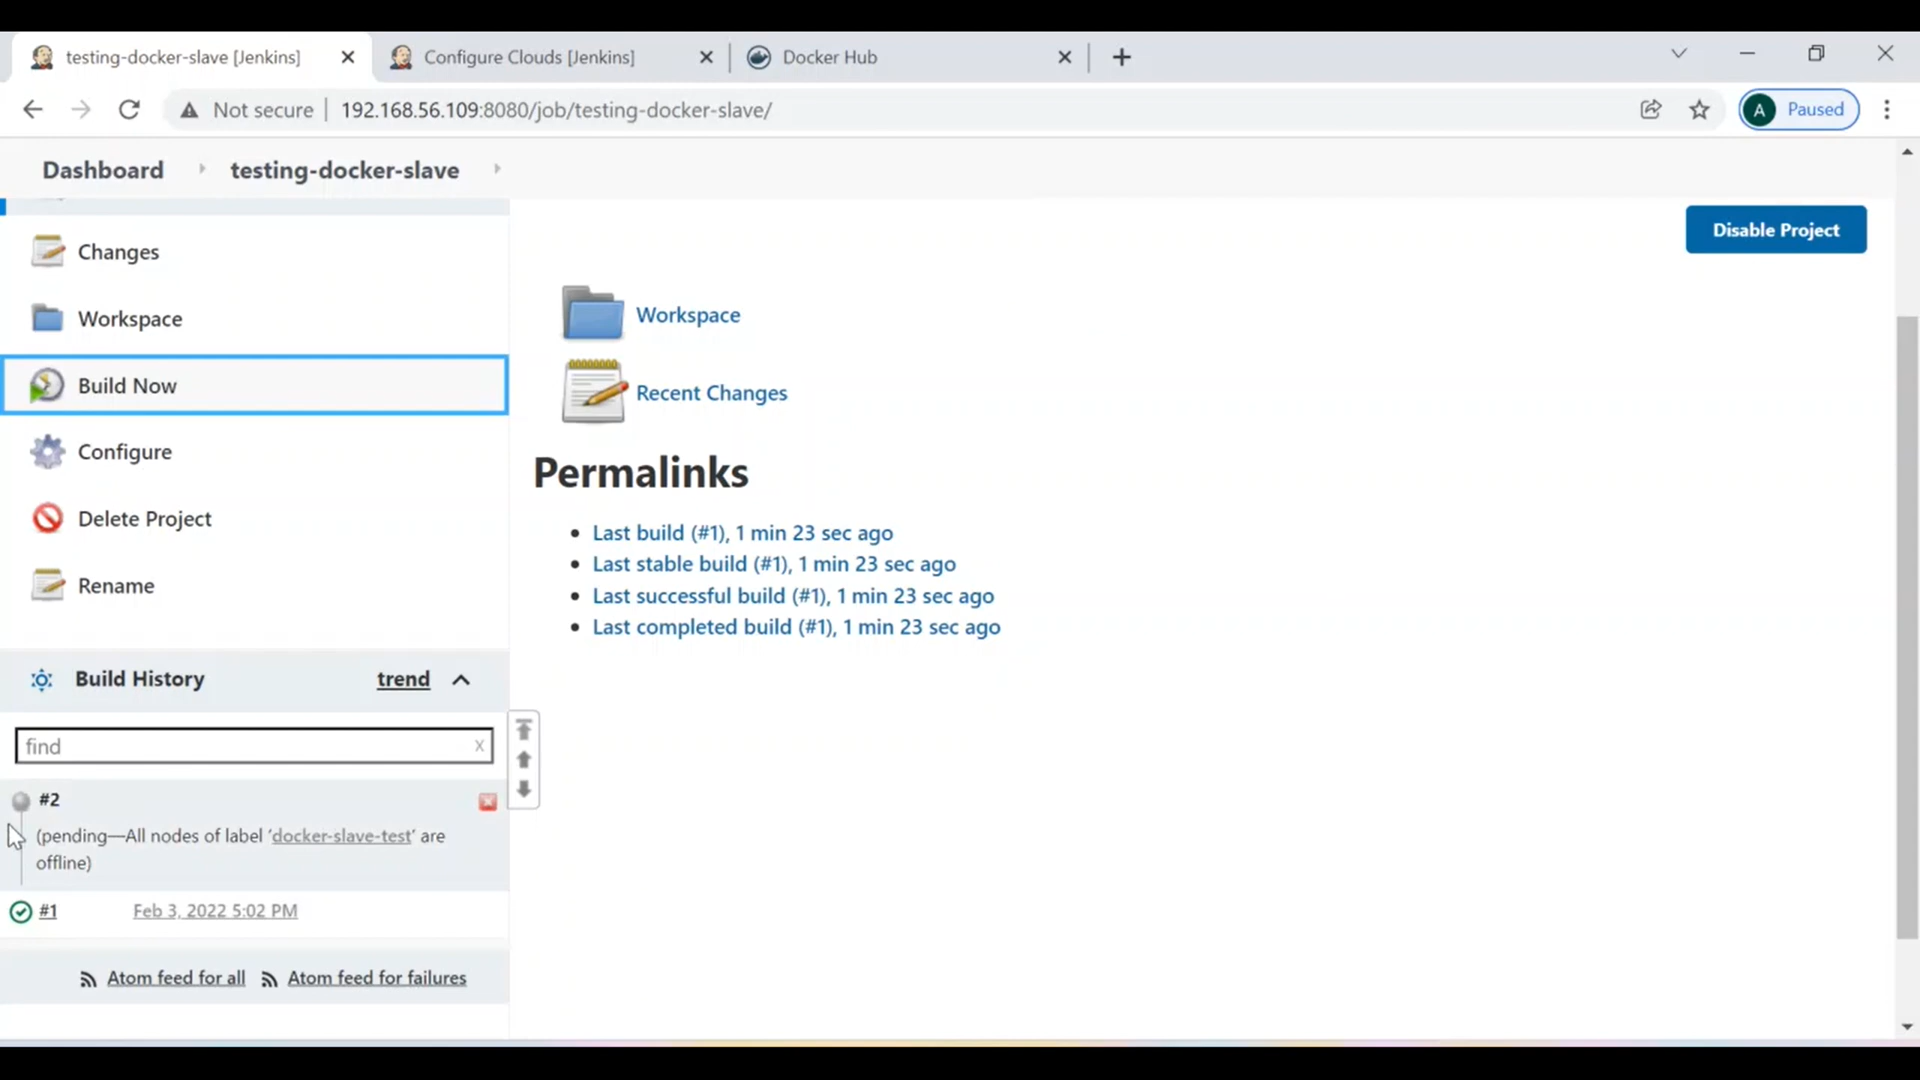 testing-docker-slave [Jenkins]
Configure Clouds [Jenkins]
Docker Hub
Not secure
192.168.56.109:8080/job/testing-docker-slave/
A
Paused
Dashboard
testing-docker-slave
Changes
Workspace
Build Now
Configure
Delete Project
Rename
Build History
trend
find
x
#2
(pending—All nodes of label ‘docker-slave-test’ are
offline)
#1
Feb 3, 2022 5:02 PM
Atom feed for all
Atom feed for failures
Disable Project
Workspace
Recent Changes
Permalinks
Last build (#1), 1 min 23 sec ago
Last stable build (#1), 1 min 23 sec ago
Last successful build (#1), 1 min 23 sec ago
Last completed build (#1), 1 min 23 sec ago